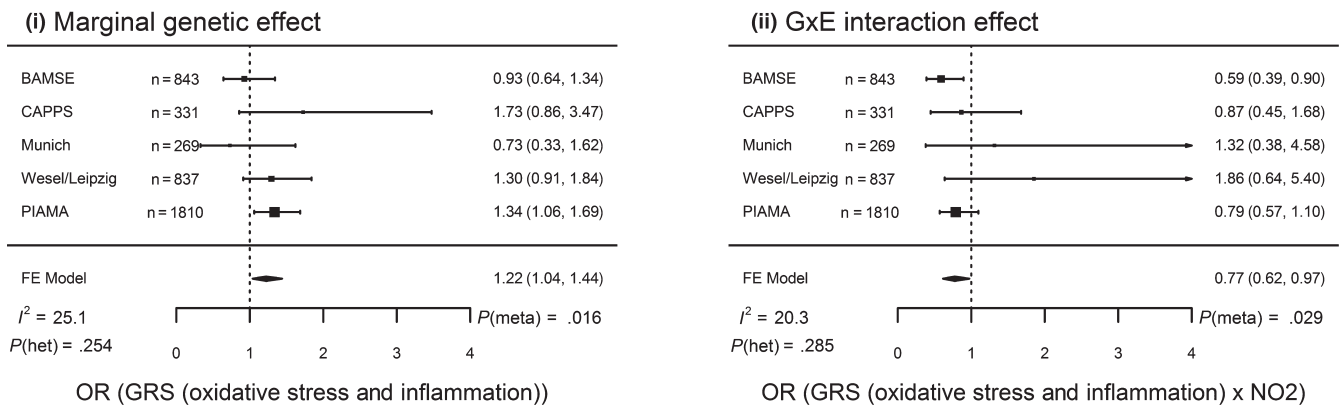 (i) Marginal genetic effect
BAMSE n = 843 0.93 (0.64, 1.34)
CAPPS n = 331 1.73 (0.86, 3.47)
Munich n = 269 0.73 (0.33, 1.62)
Wesel/Leipzig n = 837 1.30 (0.91, 1.84)
PIAMA n = 1810 1.34 (1.06, 1.69)
FE Model 1.22 (1.04, 1.44)
I² = 25.1 P(meta) = .016
P(het) = .254
0 1 2 3 4
OR (GRS (oxidative stress and inflammation))
(ii) GxE interaction effect
BAMSE n = 843 0.59 (0.39, 0.90)
CAPPS n = 331 0.87 (0.45, 1.68)
Munich n = 269 1.32 (0.38, 4.58)
Wesel/Leipzig n = 837 1.86 (0.64, 5.40)
PIAMA n = 1810 0.79 (0.57, 1.10)
FE Model 0.77 (0.62, 0.97)
I² = 20.3 P(meta) = .029
P(het) = .285
0 1 2 3 4
OR (GRS (oxidative stress and inflammation) x NO2)